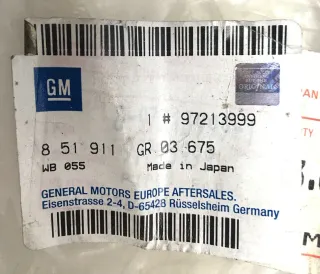 GM
ORIGINAL
1 # 97213999
8 51 911 GR.03 675
WB 055 Made in Japan
GENERAL MOTORS EUROPE AFTERSALES.
Eisenstrasse 2-4, D-65428 Rüsselsheim Germany